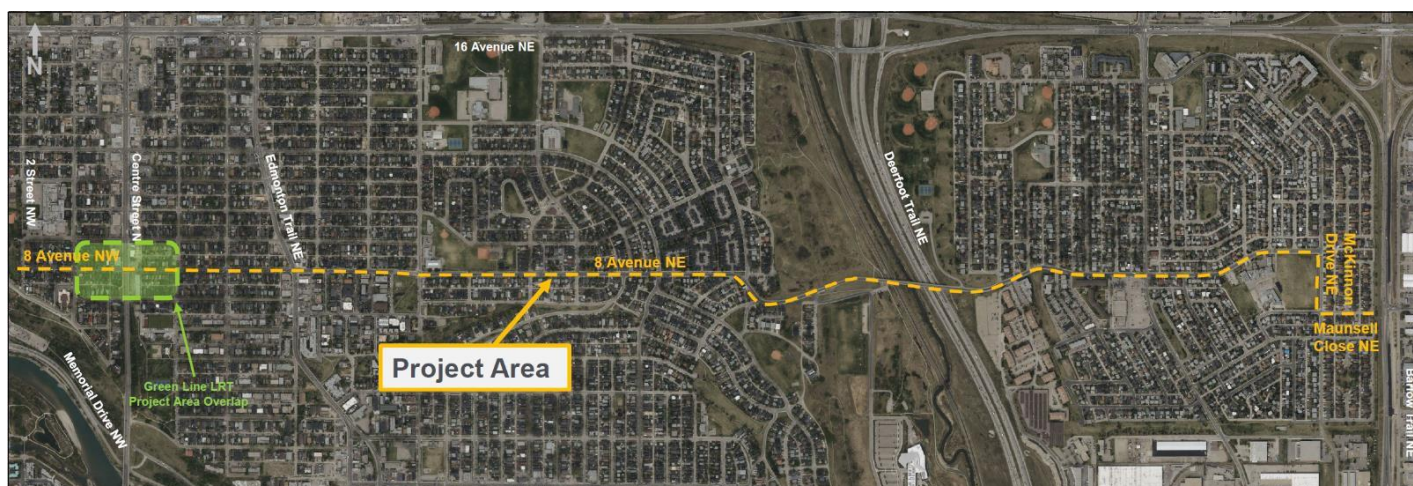 16 Avenue NE
N
2 Street NW
Centre Street N
Edmonton Trail NE
Deerfoot Trail NE
8 Avenue NW
8 Avenue NE
McKinnon
Drive NE
Maunsell
Close NE
Project Area
Green Line LRT
Project Area Overlap
Memorial Drive NW
Barlow Trail NE